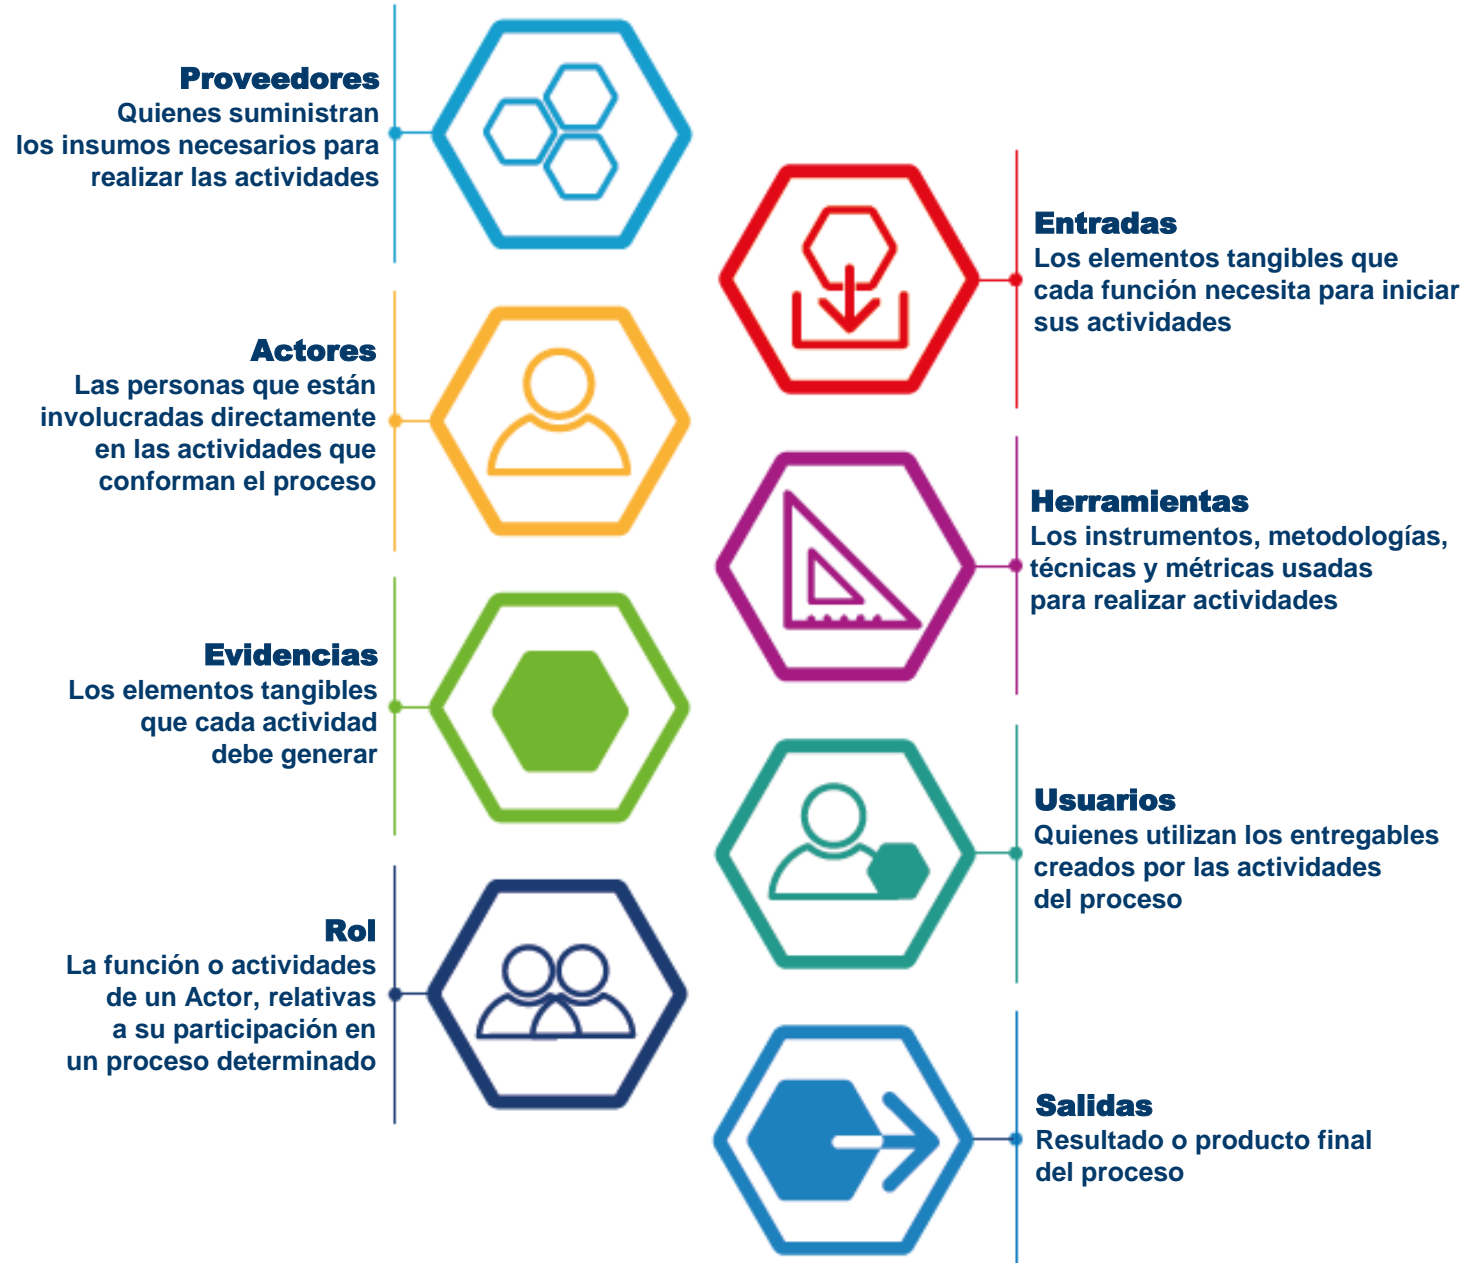 Proveedores
Quienes suministran
los insumos necesarios para
realizar las actividades
Entradas
Los elementos tangibles que
cada función necesita para iniciar
sus actividades
Actores
Las personas que están
involucradas directamente
en las actividades que
conforman el proceso
Herramientas
Los instrumentos, metodologías,
técnicas y métricas usadas
para realizar actividades
Evidencias
Los elementos tangibles
que cada actividad
debe generar
Usuarios
Quienes utilizan los entregables
creados por las actividades
del proceso
Rol
La función o actividades
de un Actor, relativas
a su participación en
un proceso determinado
Salidas
Resultado o producto final
del proceso